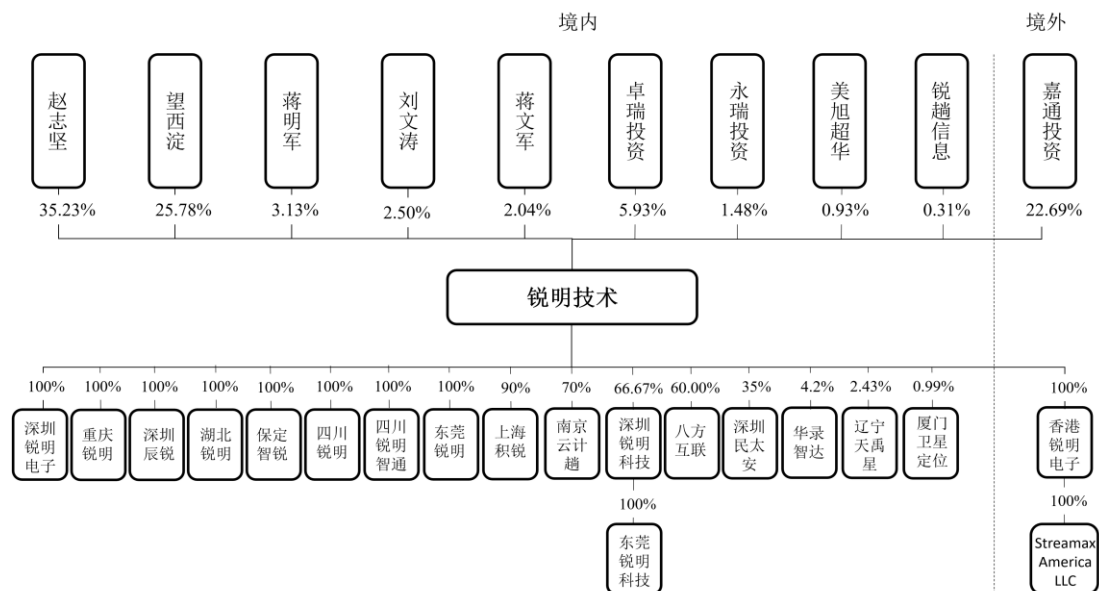 境内
境外
赵志坚
望西淀
蒋明军
刘文涛
蒋文军
卓瑞投资
永瑞投资
美旭超华
锐趟信息
嘉通投资
35.23%
25.78%
3.13%
2.50%
2.04%
5.93%
1.48%
0.93%
0.31%
22.69%
锐明技术
100%
100%
100%
100%
100%
100%
100%
100%
90%
70%
66.67%
60.00%
35%
4.2%
2.43%
0.99%
100%
深圳
锐明
电子
重庆
锐明
深圳
辰锐
湖北
锐明
保定
智锐
四川
锐明
四川
锐明
智通
东莞
锐明
上海
积锐
南京
云计
趟
深圳
锐明
科技
八方
互联
深圳
民太
安
华录
智达
辽宁
天禹
星
厦门
卫星
定位
香港
锐明
电子
100%
100%
东莞
锐明
科技
Streamax
America
LLC